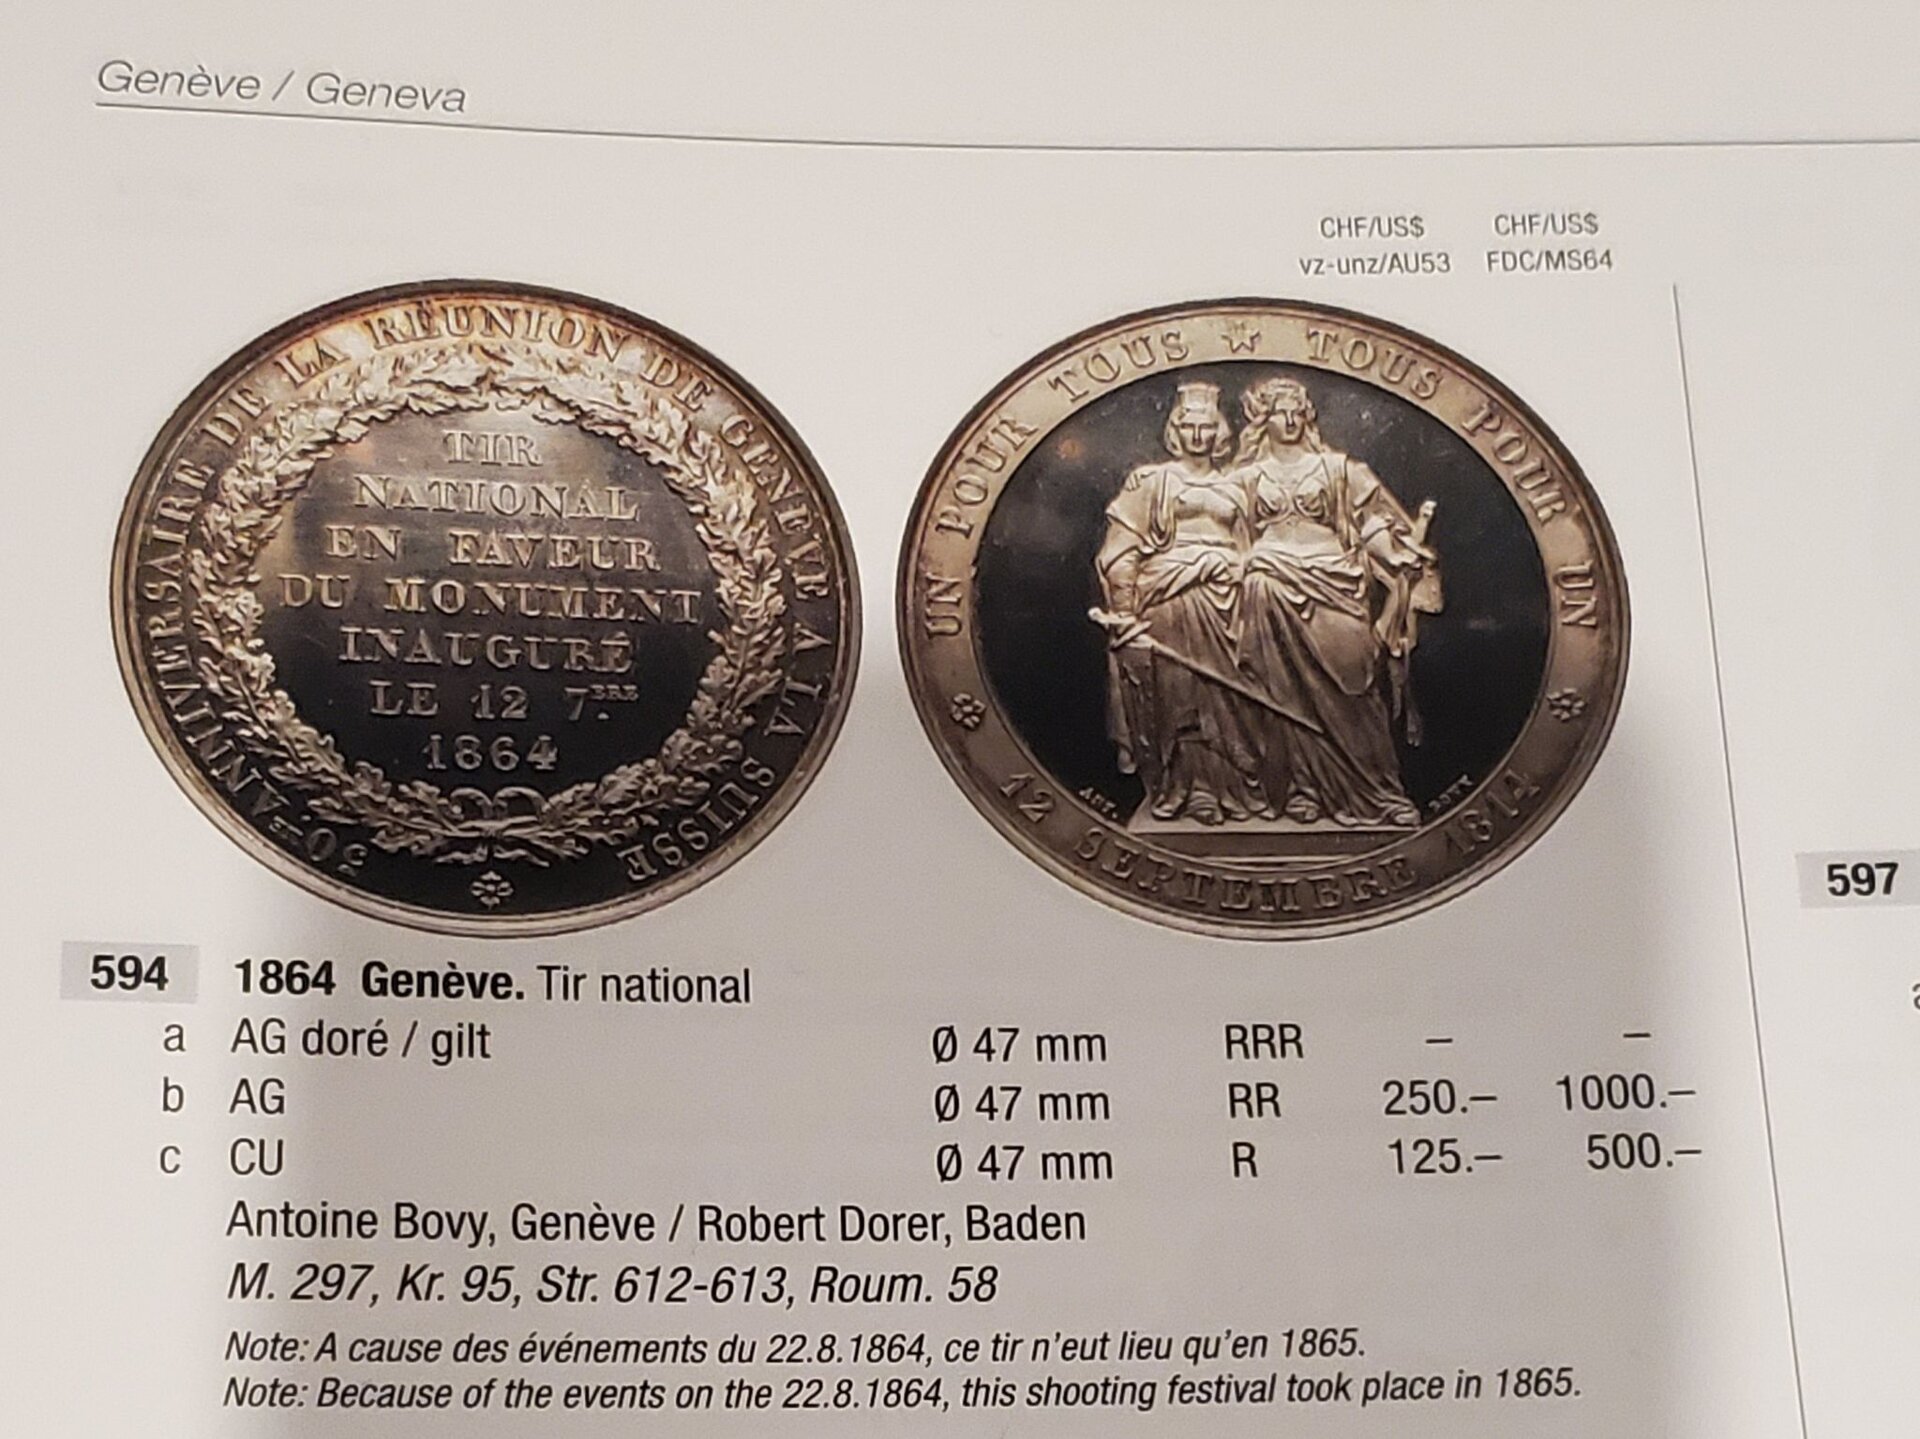 Genève / Geneva
CHF/US$ CHF/US$
vz-unz/AU53 FDC/MS64
30.ME ANNIVERSAIRE DE LA RÉUNION DE GENÈVE A LA SUISSE
TIR
NATIONAL
EN FAVEUR
DU MONUMENT
INAUGURÉ
LE 12 7.BRE
1864
UN POUR TOUS ☆ TOUS POUR UN
ANT. BOVY
12 SEPTEMBRE 1814
594 1864 Genève. Tir national
a AG doré / gilt Ø 47 mm RRR – –
b AG Ø 47 mm RR 250.– 1000.–
c CU Ø 47 mm R 125.– 500.–
Antoine Bovy, Genève / Robert Dorer, Baden
M. 297, Kr. 95, Str. 612-613, Roum. 58
Note: A cause des événements du 22.8.1864, ce tir n'eut lieu qu'en 1865.
Note: Because of the events on the 22.8.1864, this shooting festival took place in 1865.
597
a